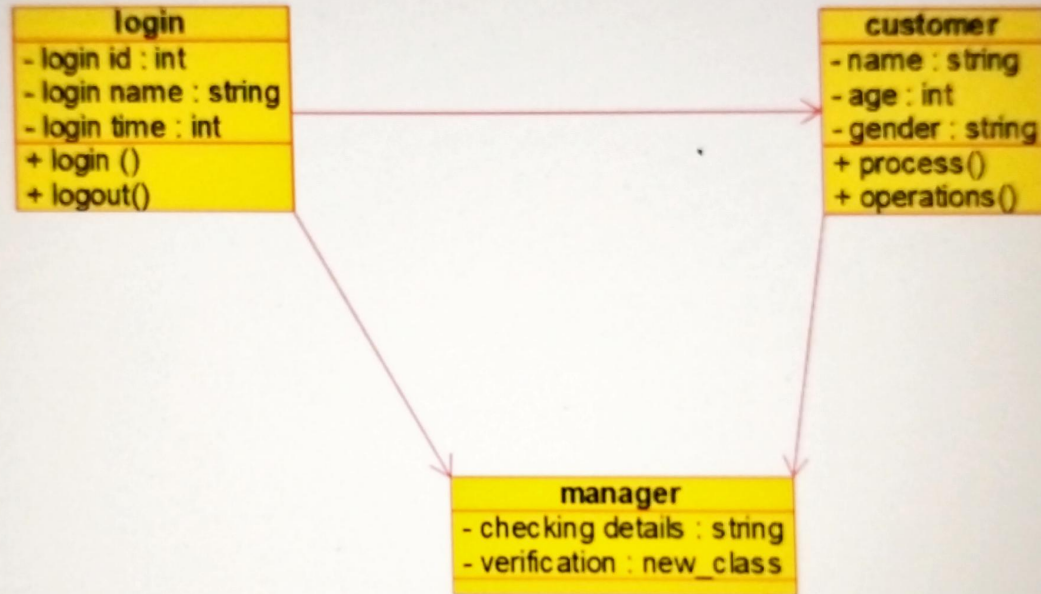 login
- login id : int
- login name : string
- login time : int
+ login ()
+ logout()
customer
- name : string
- age : int
- gender : string
+ process()
+ operations()
manager
- checking details : string
- verification : new_class